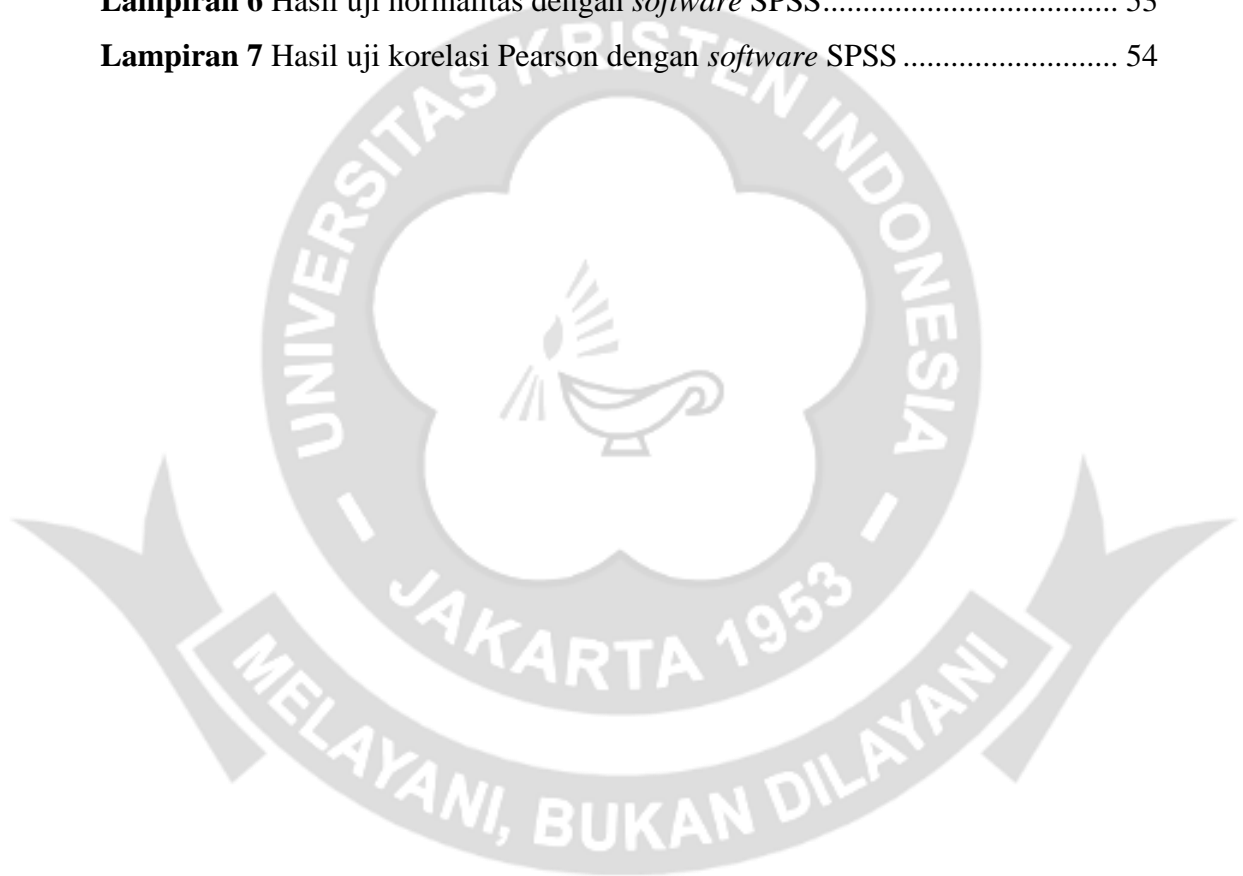 Lampiran 6 Hasil uji normalitas dengan software SPSS..................................... 53
Lampiran 7 Hasil uji korelasi Pearson dengan software SPSS ........................... 54
UNIVERSITAS KRISTEN INDONESIA
- JAKARTA 1953 -
MELAYANI, BUKAN DILAYANI